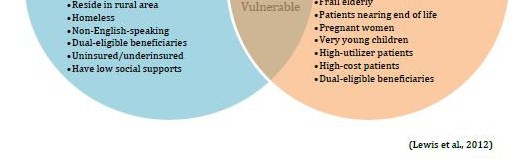 •Reside in rural area
•Homeless
•Non-English-speaking
•Dual-eligible beneficiaries
•Uninsured/underinsured
•Have low social supports
Vulnerable
•Frail elderly
•Patients nearing end of life
•Pregnant women
•Very young children
•High-utilizer patients
•High-cost patients
•Dual-eligible beneficiaries
(Lewis et al., 2012)